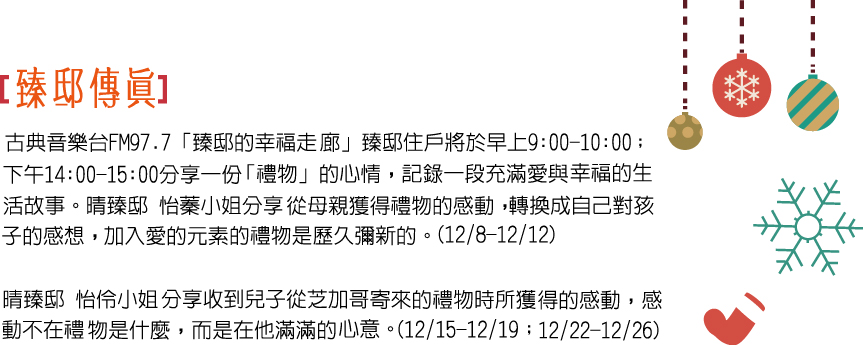 [臻邸傳真]
古典音樂台FM97.7「臻邸的幸福走廊」臻邸住戶將於早上9:00-10:00；
下午14:00-15:00分享一份「禮物」的心情，記錄一段充滿愛與幸福的生
活故事。晴臻邸 怡蓁小姐分享從母親獲得禮物的感動，轉換成自己對孩
子的感想，加入愛的元素的禮物是歷久彌新的。(12/8-12/12)
晴臻邸 怡伶小姐分享收到兒子從芝加哥寄來的禮物時所獲得的感動，感
動不在禮物是什麼，而是在他滿滿的心意。(12/15-12/19；12/22-12/26)